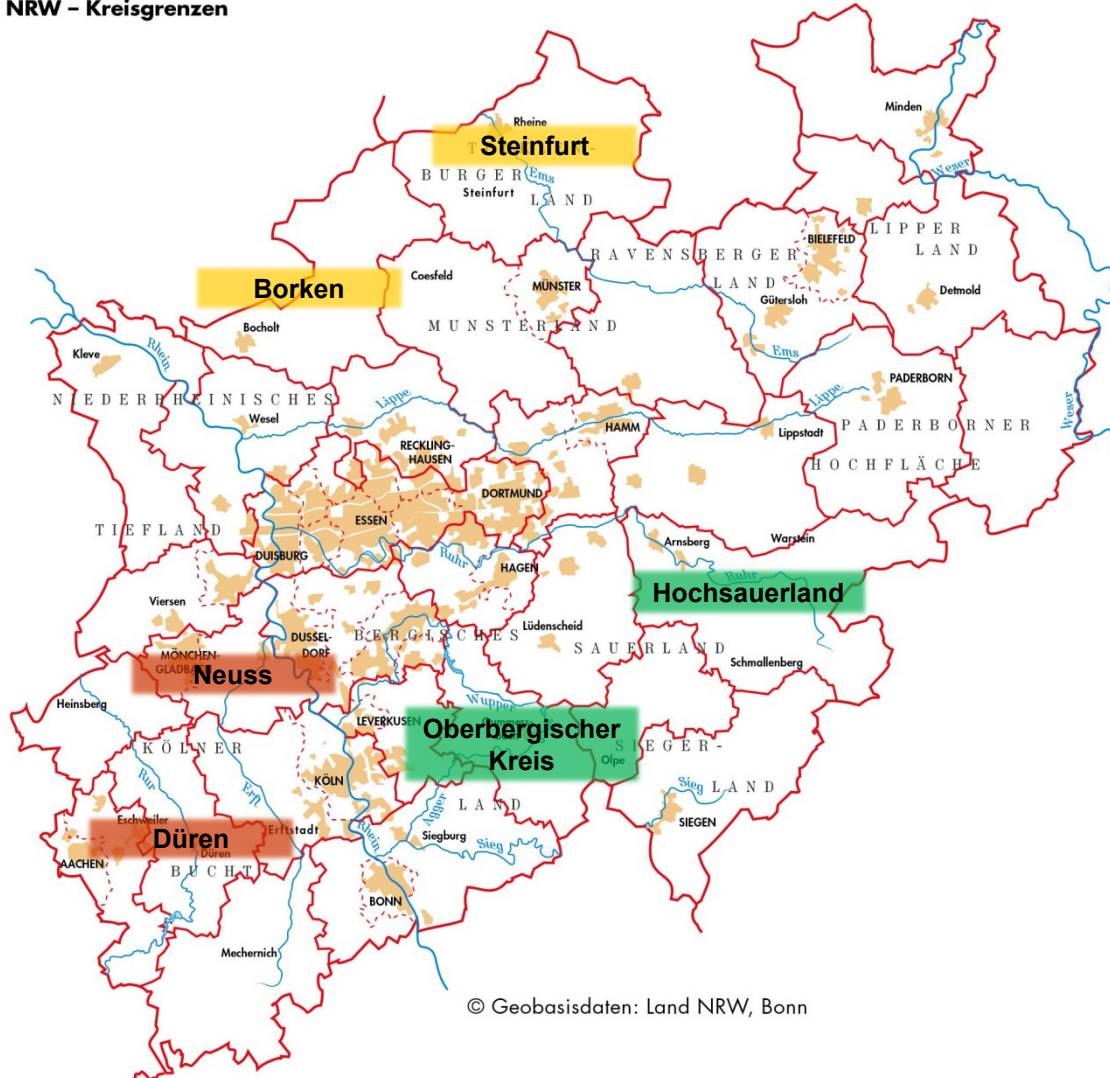 NRW – Kreisgrenzen
Minden
Rheine
Steinfurt
BURGER
Ems
Weser
Steinfurt
LAND
RAVENSBERGER
LAND
BIELEFELD
LIPPER
LAND
Coesfeld
Borken
MÜNSTER
Gütersloh
Detmold
MUNSTERLAND
Bocholt
Kleve
Rhein
Ems
PADERBORN
NIEDERRHEINISCHES
Lippe
Lippe
Wesel
HAMM
Lippstadt
PADERBORNER
Weser
RECKLING-
HAUSEN
HOCHFLÄCHE
DORTMUND
ESSEN
TIEFLAND
Warstein
Arnsberg
DUISBURG
Ruhr
HAGEN
Ruhr
Hochsauerland
Viersen
Lüdenscheid
DUSSEL-
DORF
BERGISCHES
SAUERLAND
MÖNCHEN-
GLADBACH
Neuss
Schmallenberg
Heinsberg
Wupper
LEVERKUSEN
Oberbergischer
Kreis
SIEGER-
LAND
Olpe
KÖLNER
KÖLN
Rur
Erft
Sieg
LAND
Agger
SIEGEN
Eschweiler
Düren
Erftstadt
Rhein
Siegburg
Sieg
AACHEN
Düren
BUCHT
BONN
Mechernich
© Geobasisdaten: Land NRW, Bonn